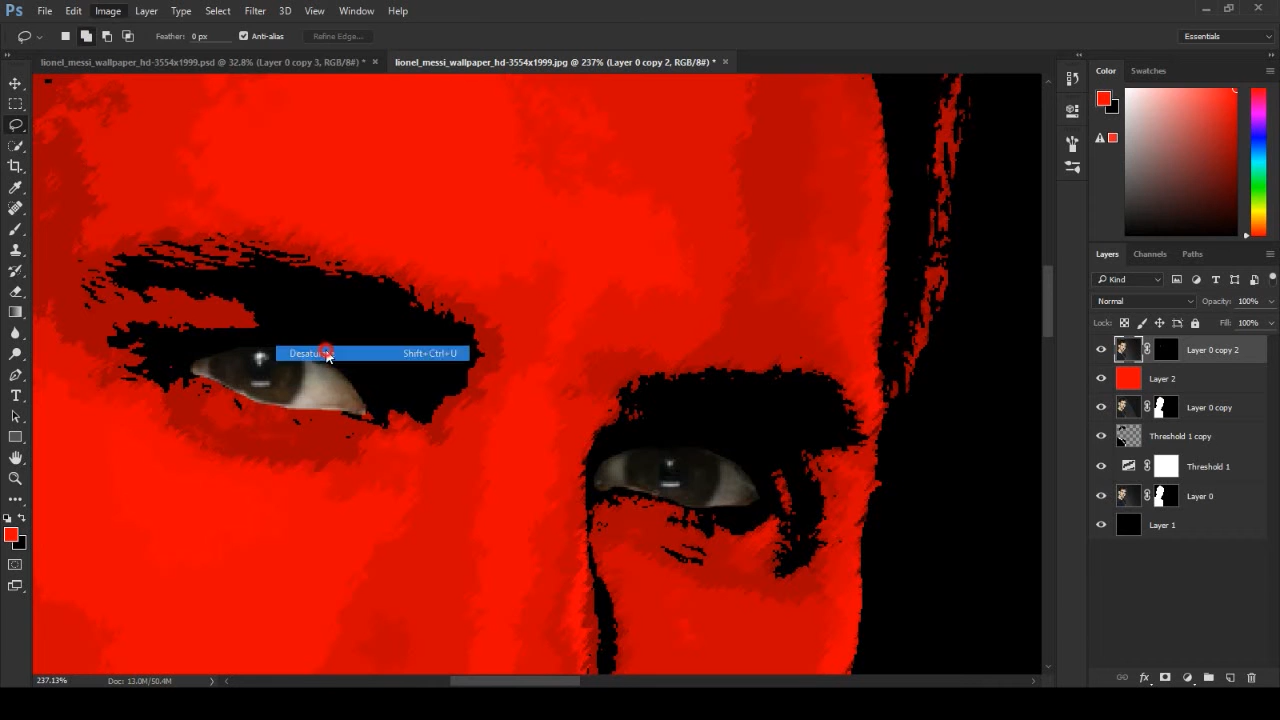 Ps File Edit Image Layer Type Select Filter 3D View Window Help
Feather: 0 px Anti-alias Refine Edge... Essentials
lionel_messi_wallpaper_hd-3554x1999.psd @ 32.8% (Layer 0 copy 3, RGB/8#) * × lionel_messi_wallpaper_hd-3554x1999.jpg @ 237% (Layer 0 copy 2, RGB/8#) * ×
Color Swatches
Layers Channels Paths
Kind
Normal Opacity: 100%
Lock: Fill: 100%
Layer 0 copy 2
Desatu Shift+Ctrl+U
Layer 2
Layer 0 copy
Threshold 1 copy
Threshold 1
Layer 0
Layer 1
237.13% Doc: 13.0M/50.4M
fx